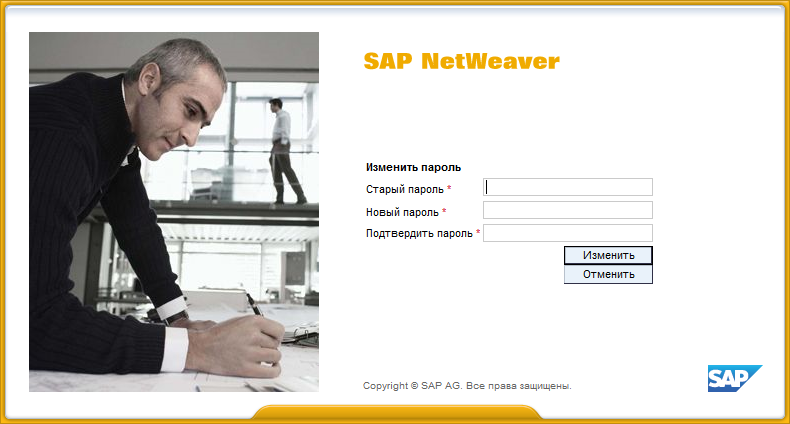 SAP NetWeaver
Изменить пароль
Старый пароль *
Новый пароль *
Подтвердить пароль *
Изменить
Отменить
Copyright © SAP AG. Все права защищены.
SAP